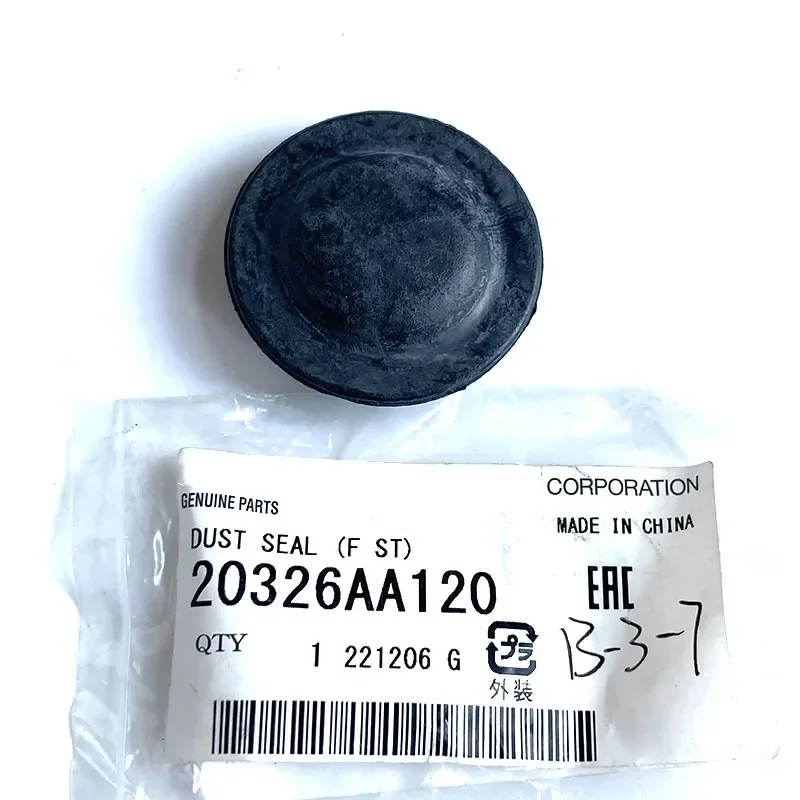 GENUINE PARTS
CORPORATION
MADE IN CHINA
DUST SEAL (F ST)
20326AA120
EAC
QTY 1 221206 G
プラ
外装
13-3-7